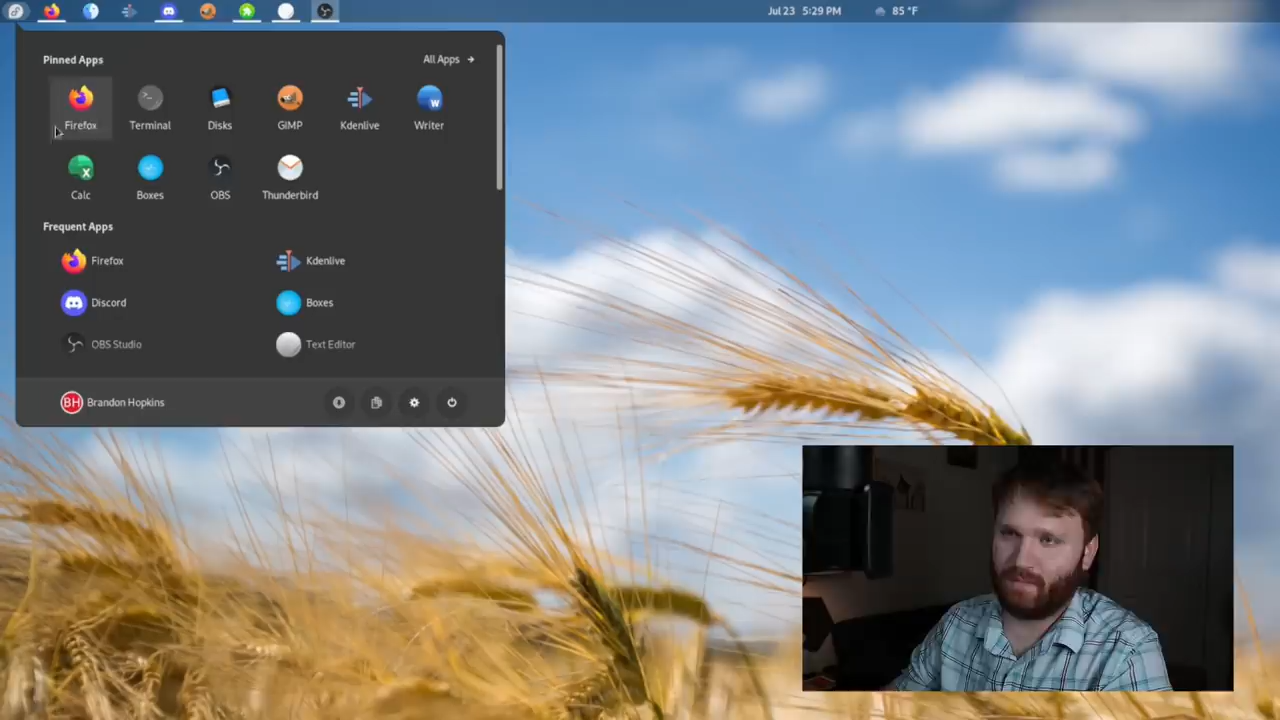 Jul 23 5:29 PM 85 °F
Pinned Apps All Apps
Firefox Terminal Disks GIMP Kdenlive Writer
Calc Boxes OBS Thunderbird
Frequent Apps
Firefox Kdenlive
Discord Boxes
OBS Studio Text Editor
BH Brandon Hopkins